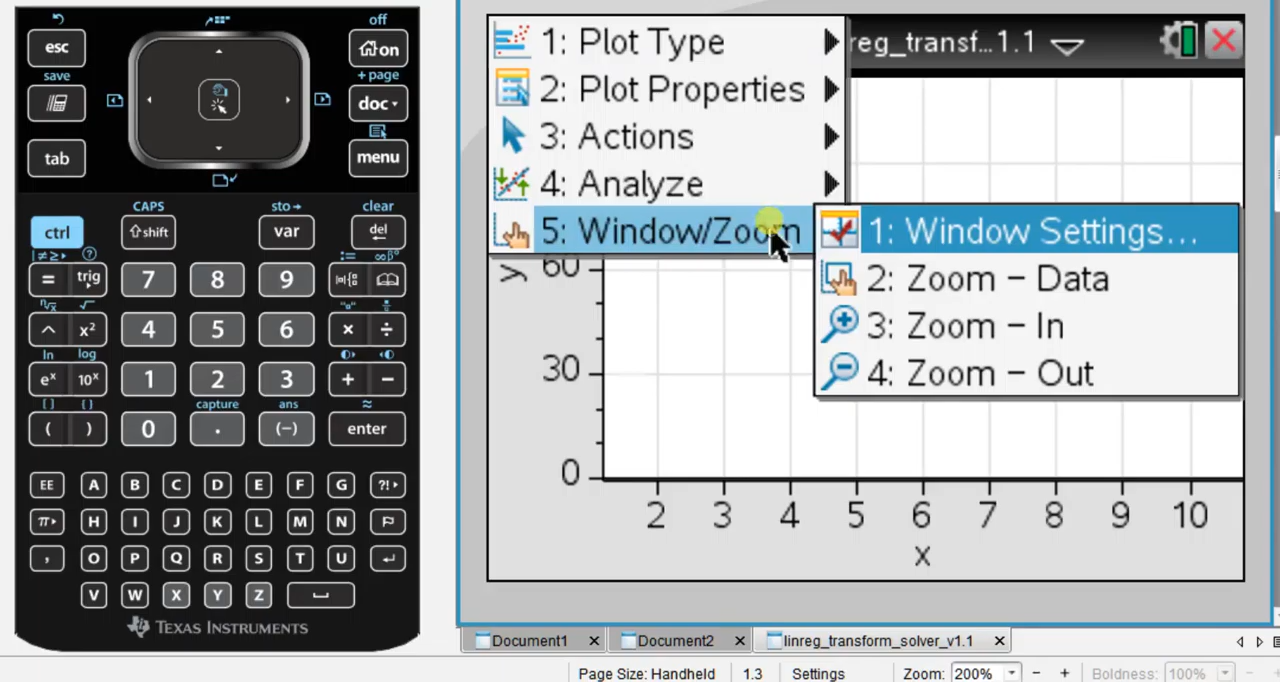 off
esc
on
save
+ page
doc
tab
menu
CAPS
sto→
clear
ctrl
⇧shift
var
del
|≠≥▸
?
:=
∞β°
=
trig
7
8
9
|□|{
n√x
√
"□"
^
x²
4
5
6
×
÷
ln
log
eˣ
10ˣ
1
2
3
+
−
[ ]
{ }
capture
ans
≈
(
)
0
.
(−)
enter
EE
A
B
C
D
E
F
G
?!▸
π▸
H
I
J
K
L
M
N
,
O
P
Q
R
S
T
U
V
W
X
Y
Z
TEXAS INSTRUMENTS
1: Plot Type
2: Plot Properties
3: Actions
4: Analyze
5: Window/Zoom
reg_transf...1.1
1: Window Settings...
2: Zoom – Data
3: Zoom – In
4: Zoom – Out
y
60
30
0
2 3 4 5 6 7 8 9 10
x
Document1
Document2
linreg_transform_solver_v1.1
Page Size: Handheld
1.3
Settings
Zoom: 200%
− +
Boldness: 100%